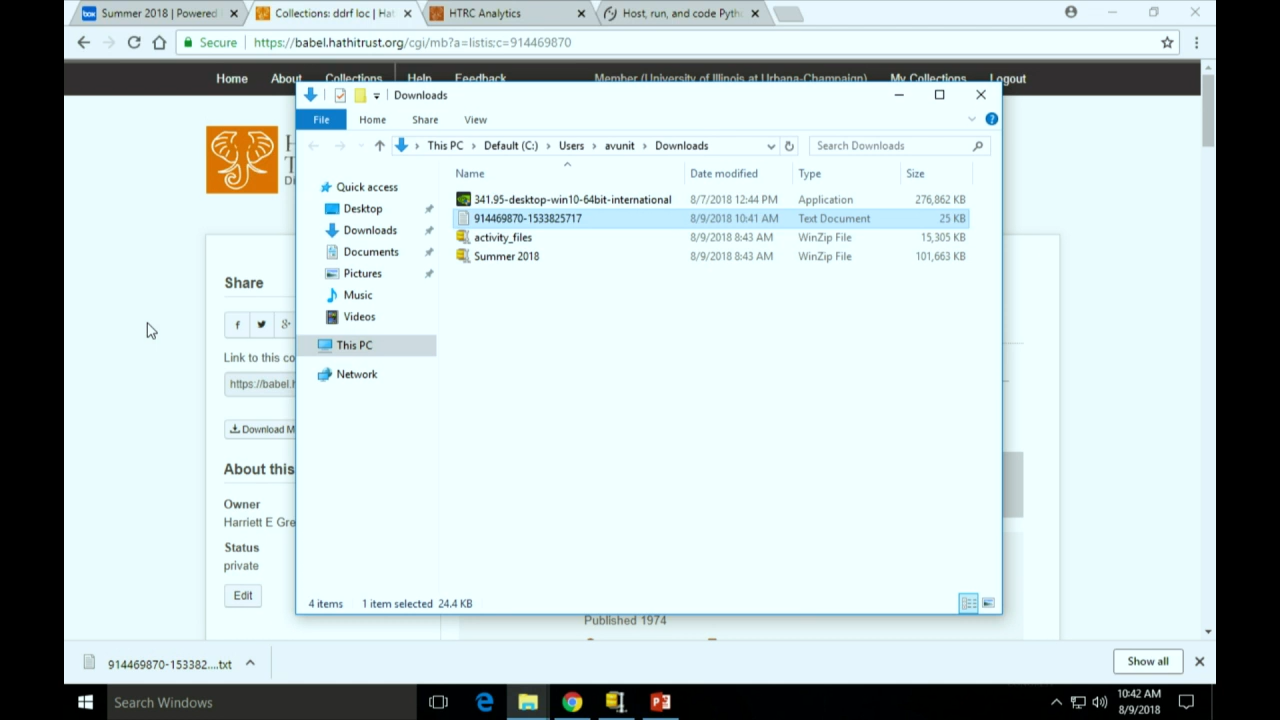 box Summer 2018 | Powered
Collections: ddrf loc | Hat
HTRC Analytics
Host, run, and code Pyth
Secure
https://babel.hathitrust.org/cgi/mb?a=listis;c=914469870
Home About Collections Help Feedback Member (University of Illinois at Urbana-Champaign) My Collections Logout
Downloads
File Home Share View
This PC > Default (C:) > Users > avunit > Downloads
Search Downloads
Name Date modified Type Size
341.95-desktop-win10-64bit-international 8/7/2018 12:44 PM Application 276,862 KB
914469870-1533825717 8/9/2018 10:41 AM Text Document 25 KB
activity_files 8/9/2018 8:43 AM WinZip File 15,305 KB
Summer 2018 8/9/2018 8:43 AM WinZip File 101,663 KB
Quick access
Desktop
Downloads
Documents
Pictures
Music
Videos
This PC
Network
4 items 1 item selected 24.4 KB
H
T
Di
Share
f g+
Link to this co
https://babel.h
Download M
About this
Owner
Harriett E Gre
Status
private
Edit
Published 1974
914469870-153382....txt
Show all
Search Windows
10:42 AM
8/9/2018